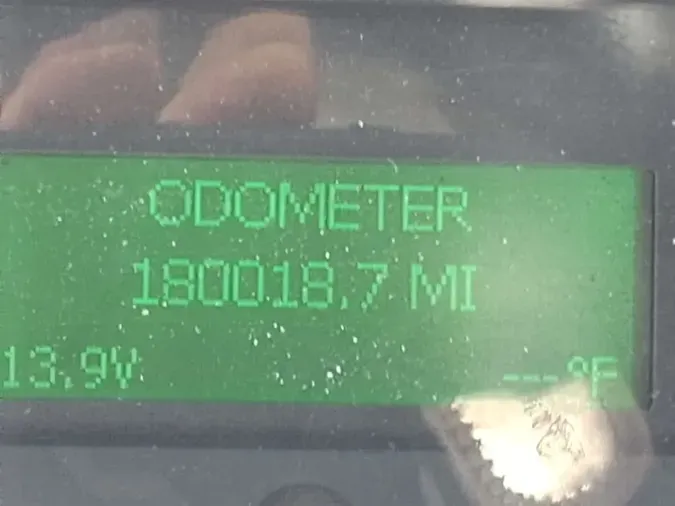 ODOMETER
180018.7 MI
13.9V ---°F